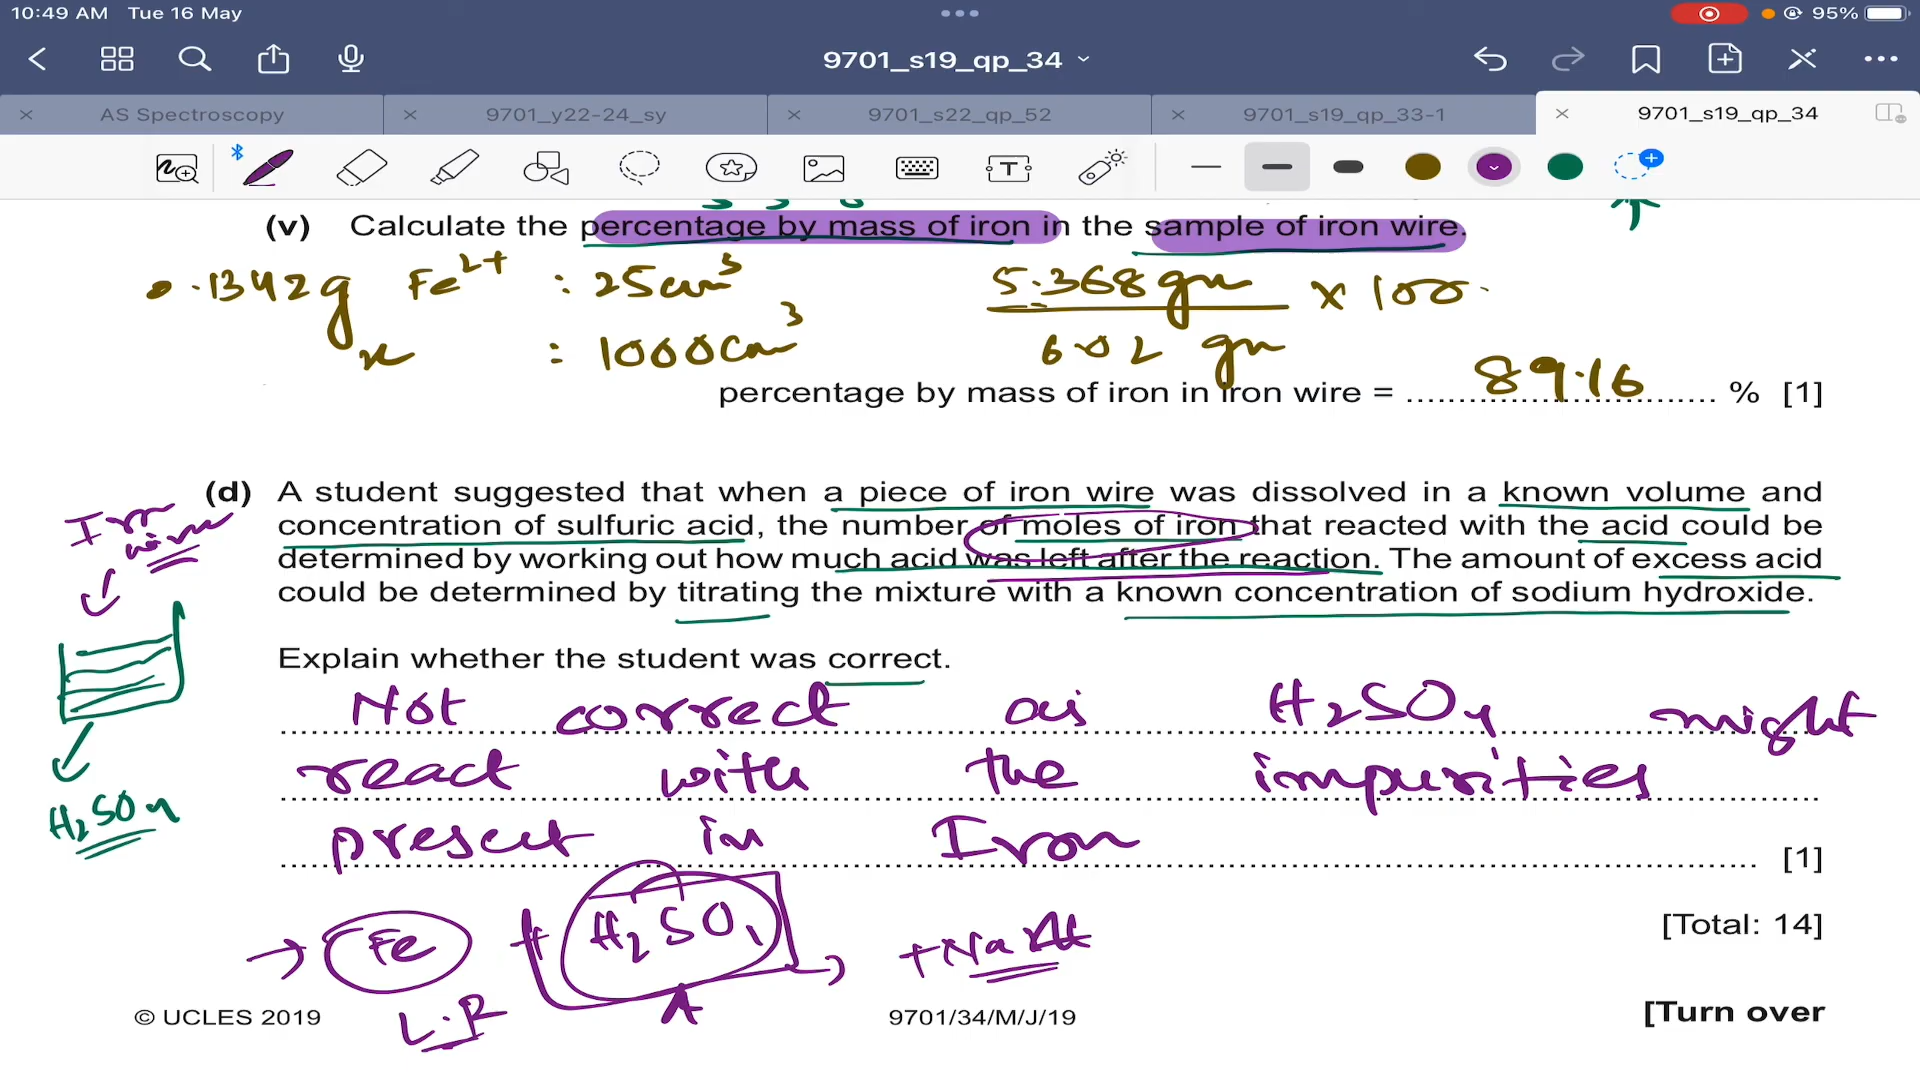 10:49 AM Tue 16 May
95%
9701_s19_qp_34
AS Spectroscopy
9701_y22-24_sy
9701_s22_qp_52
9701_s19_qp_33-1
9701_s19_qp_34
(v) Calculate the percentage by mass of iron in the sample of iron wire.
0.1342g Fe²⁺ : 25cm³
x : 1000cm³
5.368gm
6.02 gm
× 100
percentage by mass of iron in iron wire = 89.16 % [1]
Iron
wire
H₂SO₄
(d) A student suggested that when a piece of iron wire was dissolved in a known volume and
concentration of sulfuric acid, the number of moles of iron that reacted with the acid could be
determined by working out how much acid was left after the reaction. The amount of excess acid
could be determined by titrating the mixture with a known concentration of sodium hydroxide.
Explain whether the student was correct.
Not correct as H₂SO₄ might
react with the impurities
present in Iron
[1]
→ Fe + H₂SO₄ → + Na
L.R
[Total: 14]
© UCLES 2019
9701/34/M/J/19
[Turn over